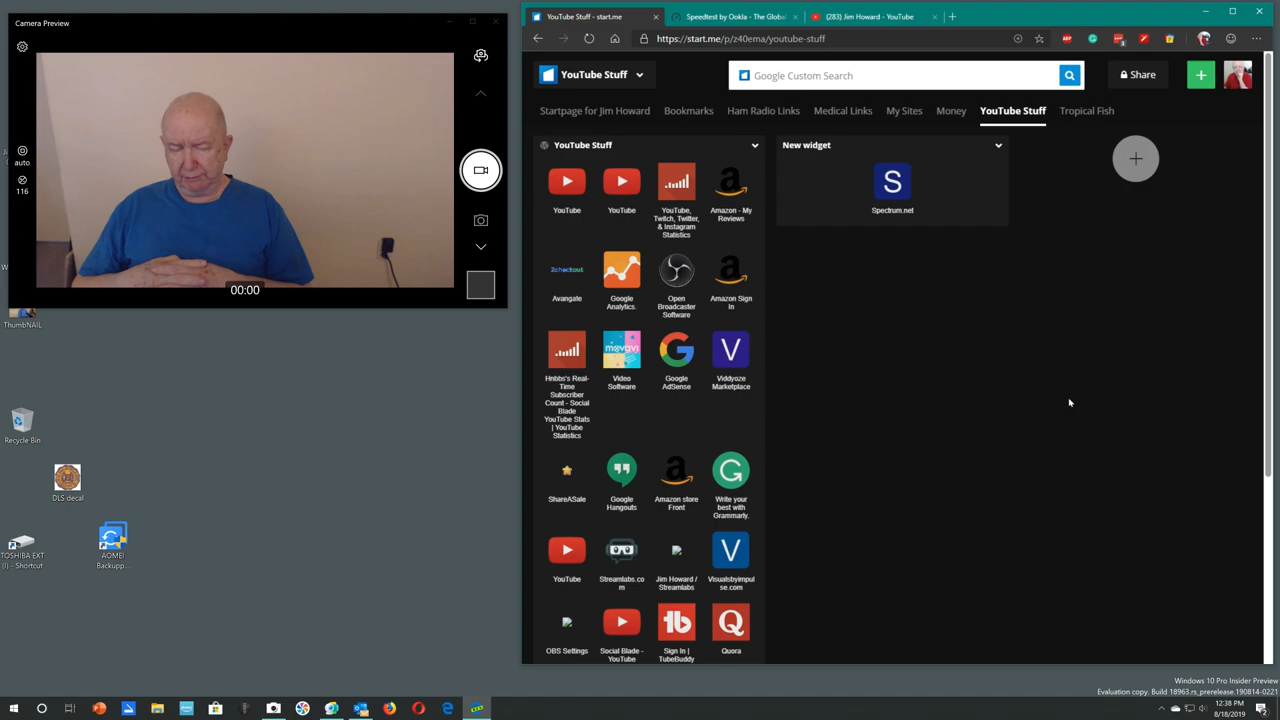 Camera Preview
auto
116
00:00
ThumbNAIL
Recycle Bin
DLS decal
TOSHIBA EXT
(I) - Shortcut
AOMEI
Backupp...
YouTube Stuff - start.me
Speedtest by Ookla - The Global
(283) Jim Howard - YouTube
https://start.me/p/z40ema/youtube-stuff
YouTube Stuff
Google Custom Search
Share
Startpage for Jim Howard
Bookmarks
Ham Radio Links
Medical Links
My Sites
Money
YouTube Stuff
Tropical Fish
YouTube Stuff
New widget
YouTube
YouTube
YouTube,
Twitch, Twitter,
& Instagram
Statistics
Amazon - My
Reviews
S
Spectrum.net
2checkout
Avangate
Google
Analytics.
Open
Broadcaster
Software
Amazon Sign
In
movavi
V
Hnbbs's Real-
Time
Subscriber
Count - Social
Blade
YouTube Stats
| YouTube
Statistics
Video
Software
Google
AdSense
Viddyoze
Marketplace
ShareASale
Google
Hangouts
Amazon store
Front
Write your
best with
Grammarly.
V
YouTube
Streamlabs.co
m
Jim Howard /
Streamlabs
Visualsbyimpul
se.com
OBS Settings
Social Blade -
YouTube
Sign In |
TubeBuddy
Quora
Windows 10 Pro Insider Preview
Evaluation copy. Build 18963.rs_prerelease.190814-0221
12:38 PM
8/18/2019